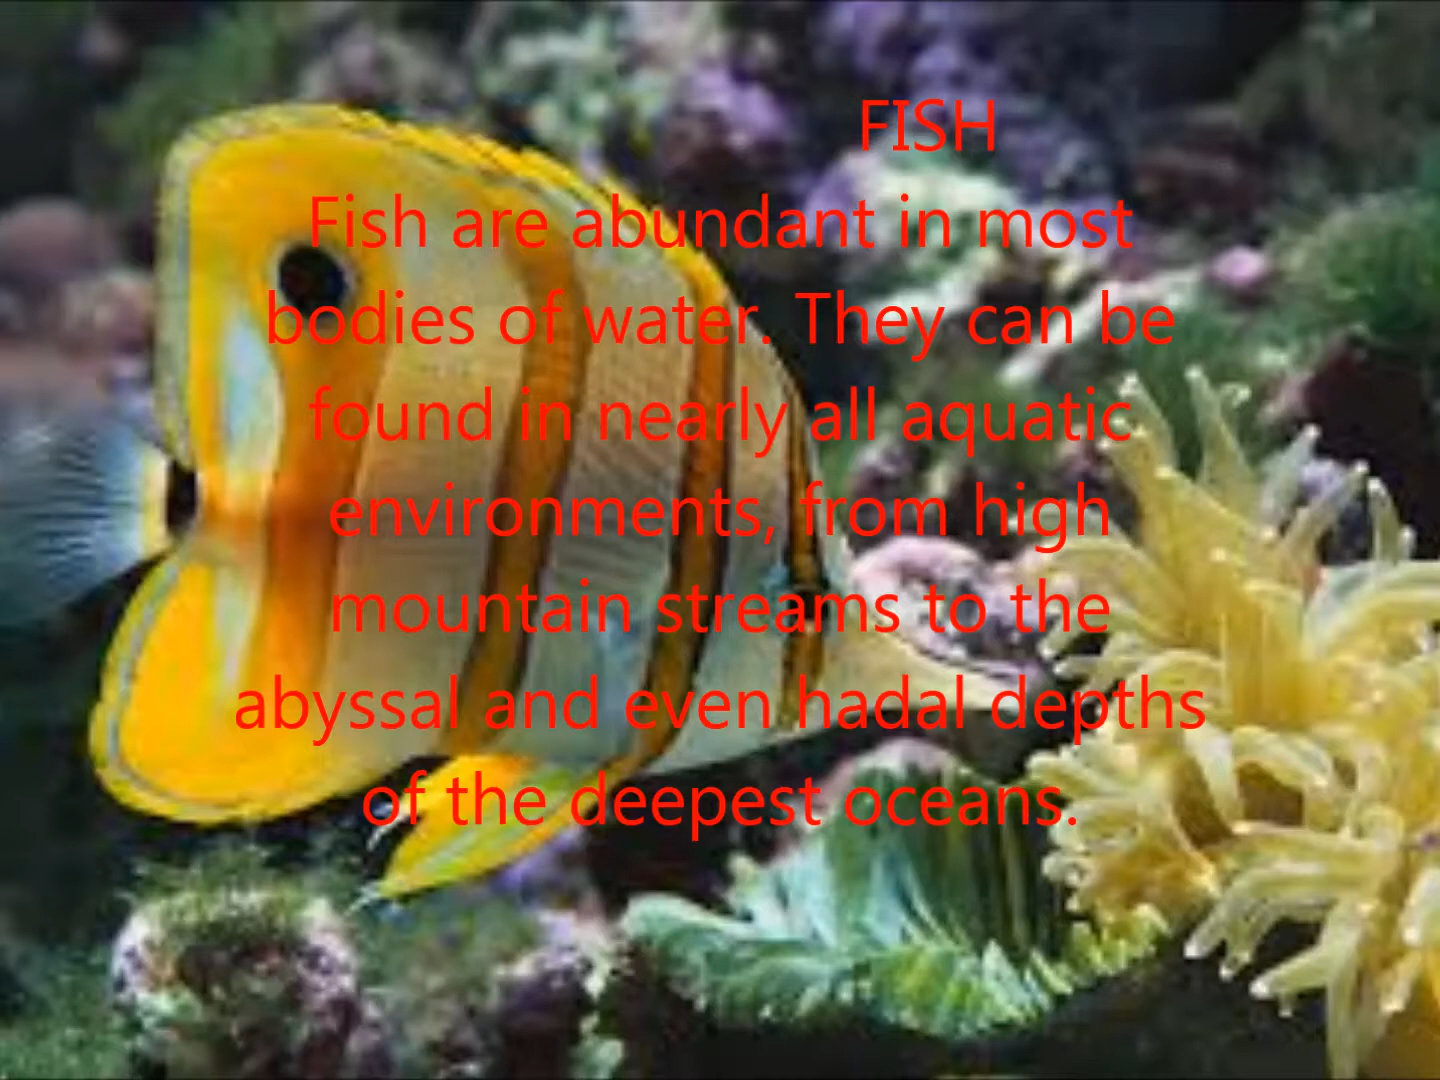 FISH
Fish are abundant in most
bodies of water. They can be
found in nearly all aquatic
environments, from high
mountain streams to the
abyssal and even hadal depths
of the deepest oceans.